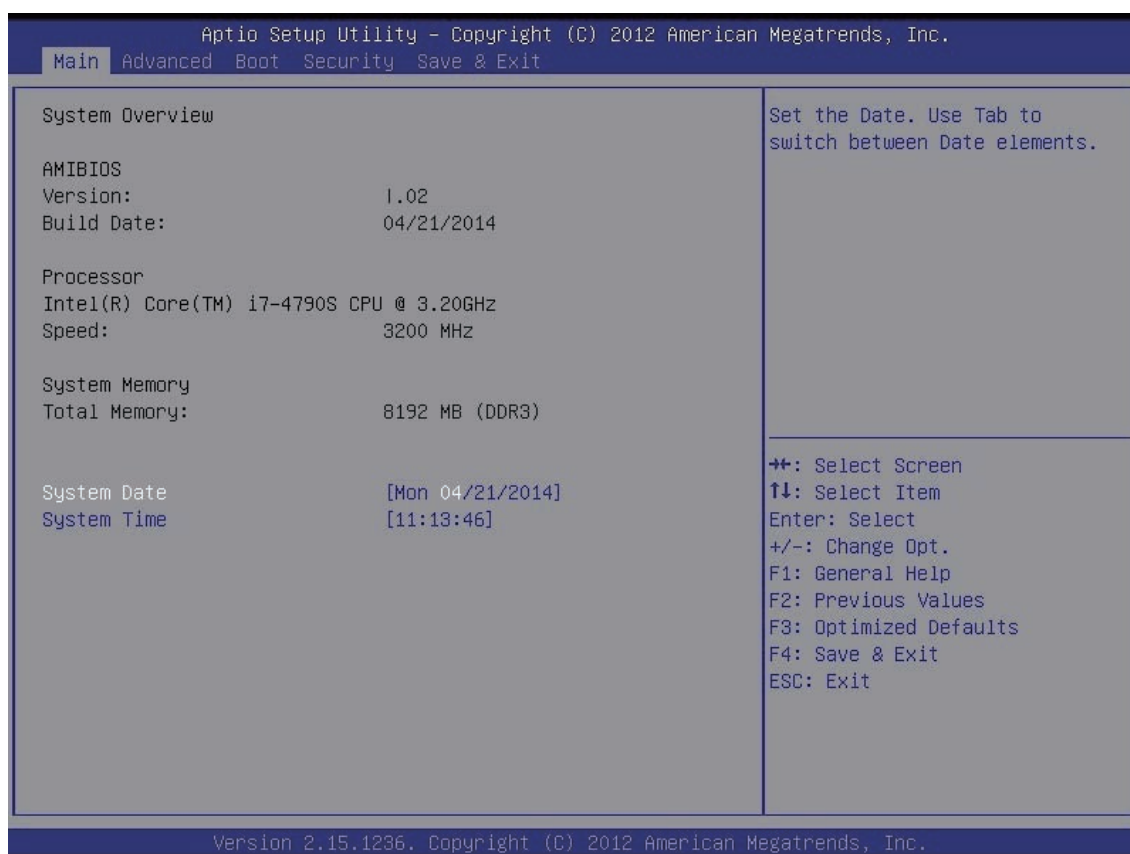 Aptio Setup Utility – Copyright (C) 2012 American Megatrends, Inc.
Main Advanced Boot Security Save & Exit
System Overview
AMIBIOS
Version: 1.02
Build Date: 04/21/2014
Processor
Intel(R) Core(TM) i7-4790S CPU @ 3.20GHz
Speed: 3200 MHz
System Memory
Total Memory: 8192 MB (DDR3)
System Date [Mon 04/21/2014]
System Time [11:13:46]
Set the Date. Use Tab to
switch between Date elements.
→←: Select Screen
↑↓: Select Item
Enter: Select
+/-: Change Opt.
F1: General Help
F2: Previous Values
F3: Optimized Defaults
F4: Save & Exit
ESC: Exit
Version 2.15.1236. Copyright (C) 2012 American Megatrends, Inc.